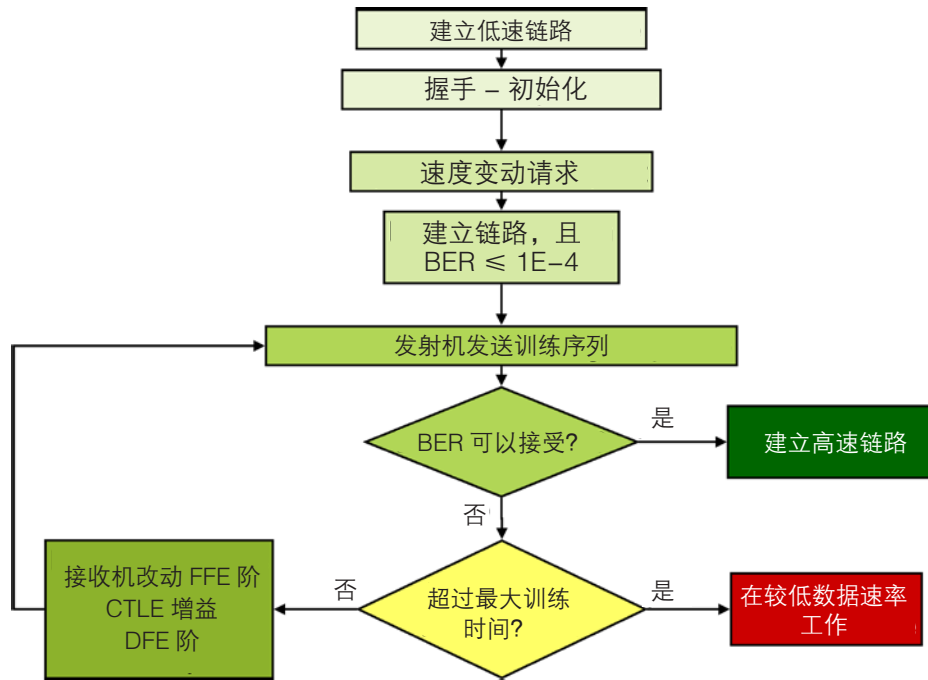 建立低速链路
握手 – 初始化
速度变动请求
建立链路，且
BER ≤ 1E–4
发射机发送训练序列
BER 可以接受?
是
建立高速链路
否
超过最大训练
时间?
否
接收机改动 FFE 阶
CTLE 增益
DFE 阶
是
在较低数据速率
工作